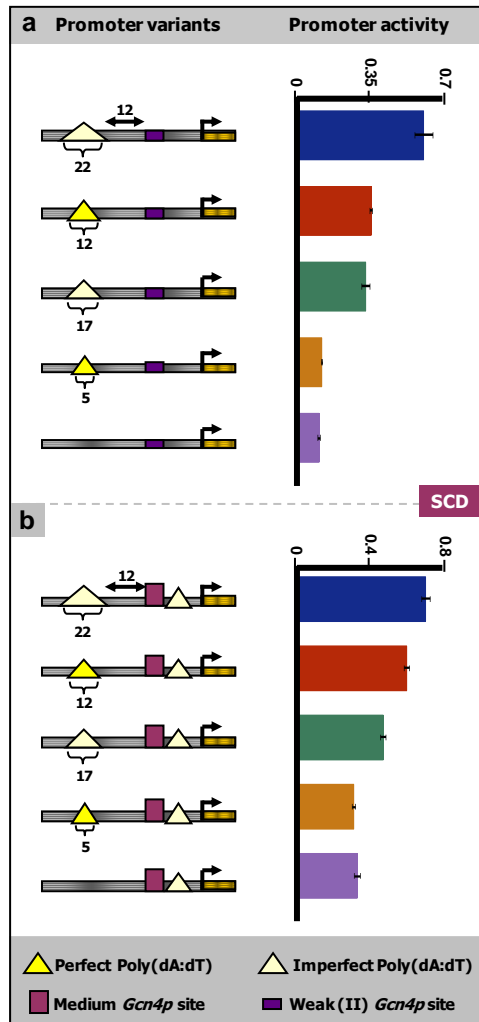 a Promoter variants Promoter activity
0 0.35 0.7
12
22
12
17
5
SCD
b
0 0.4 0.8
12
22
12
17
5
Perfect Poly(dA:dT) Imperfect Poly(dA:dT)
Medium Gcn4p site Weak (II) Gcn4p site